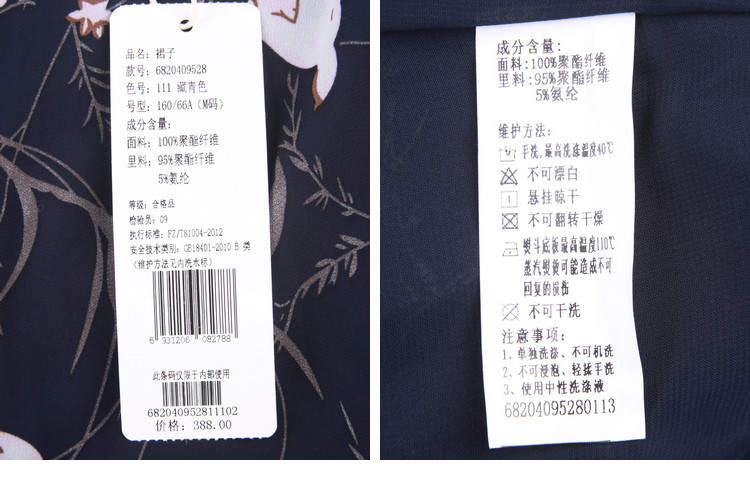 品名: 裙子
款号: 6820409528
色号: 111 藏青色
号型: 160/66A (M码)
成分含量:
面料: 100%聚酯纤维
里料: 95%聚酯纤维
5%氨纶
等级: 合格品
检验员: 09
执行标准: FZ/T81004-2012
安全技术类别: GB18401-2010 B 类
(维护方法见内洗水标)
6 931206 082788
此条码仅限于内部使用
682040952811102
价格: 388.00
成分含量:
面料: 100%聚酯纤维
里料: 95%聚酯纤维
5%氨纶
维护方法:
手洗,最高洗涤温度40℃
不可漂白
悬挂晾干
不可翻转干燥
熨斗底板最高温度110℃
蒸汽熨烫可能造成不可
回复的损伤
不可干洗
注意事项:
1、单独洗涤、不可机洗
2、不可浸泡、轻揉手洗
3、使用中性洗涤液
68204095280113